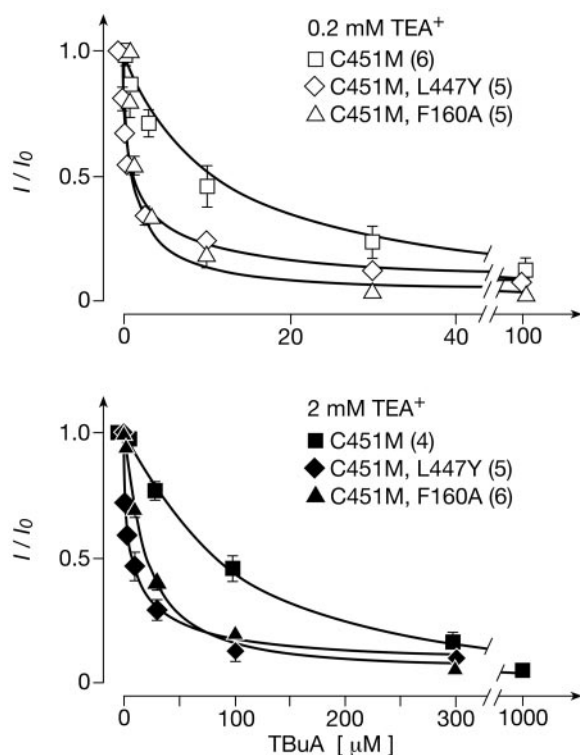 0.2 mM TEA+
C451M (6)
C451M, L447Y (5)
C451M, F160A (5)
I / I0
1.0
0.5
0
0 20 40 100
2 mM TEA+
C451M (4)
C451M, L447Y (5)
C451M, F160A (6)
I / I0
1.0
0.5
0
0 100 200 300 1000
TBuA [ µM ]